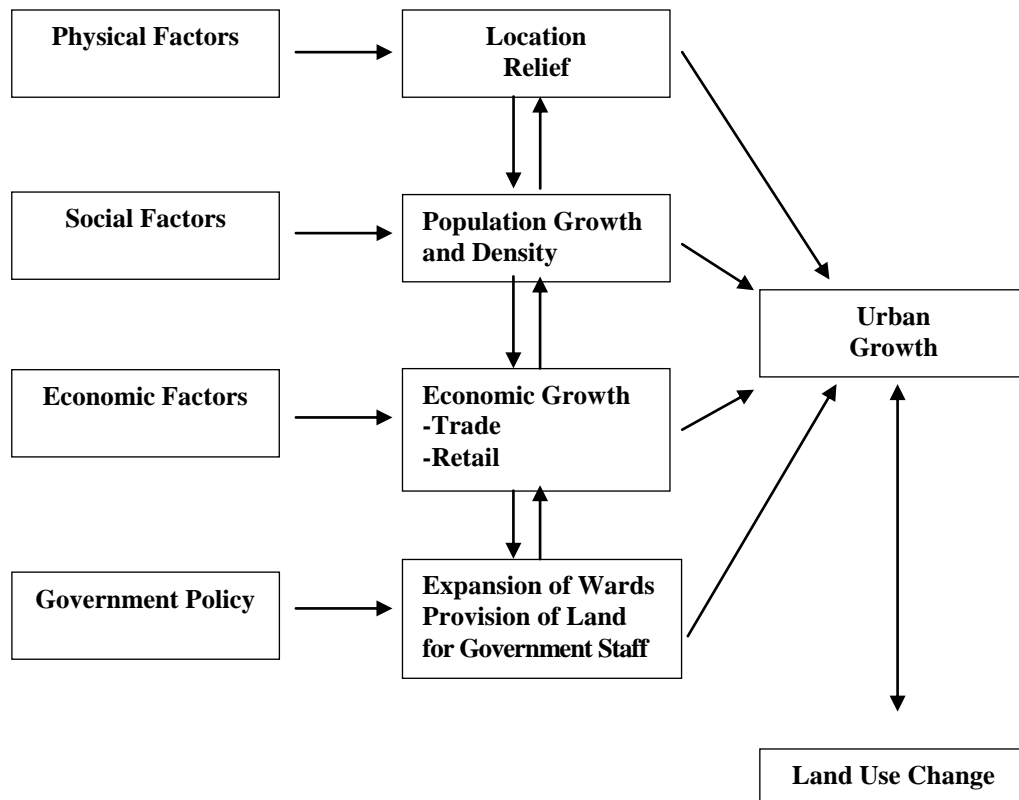 Physical Factors
Location
Relief
Social Factors
Population Growth
and Density
Urban
Growth
Economic Factors
Economic Growth
-Trade
-Retail
Government Policy
Expansion of Wards
Provision of Land
for Government Staff
Land Use Change